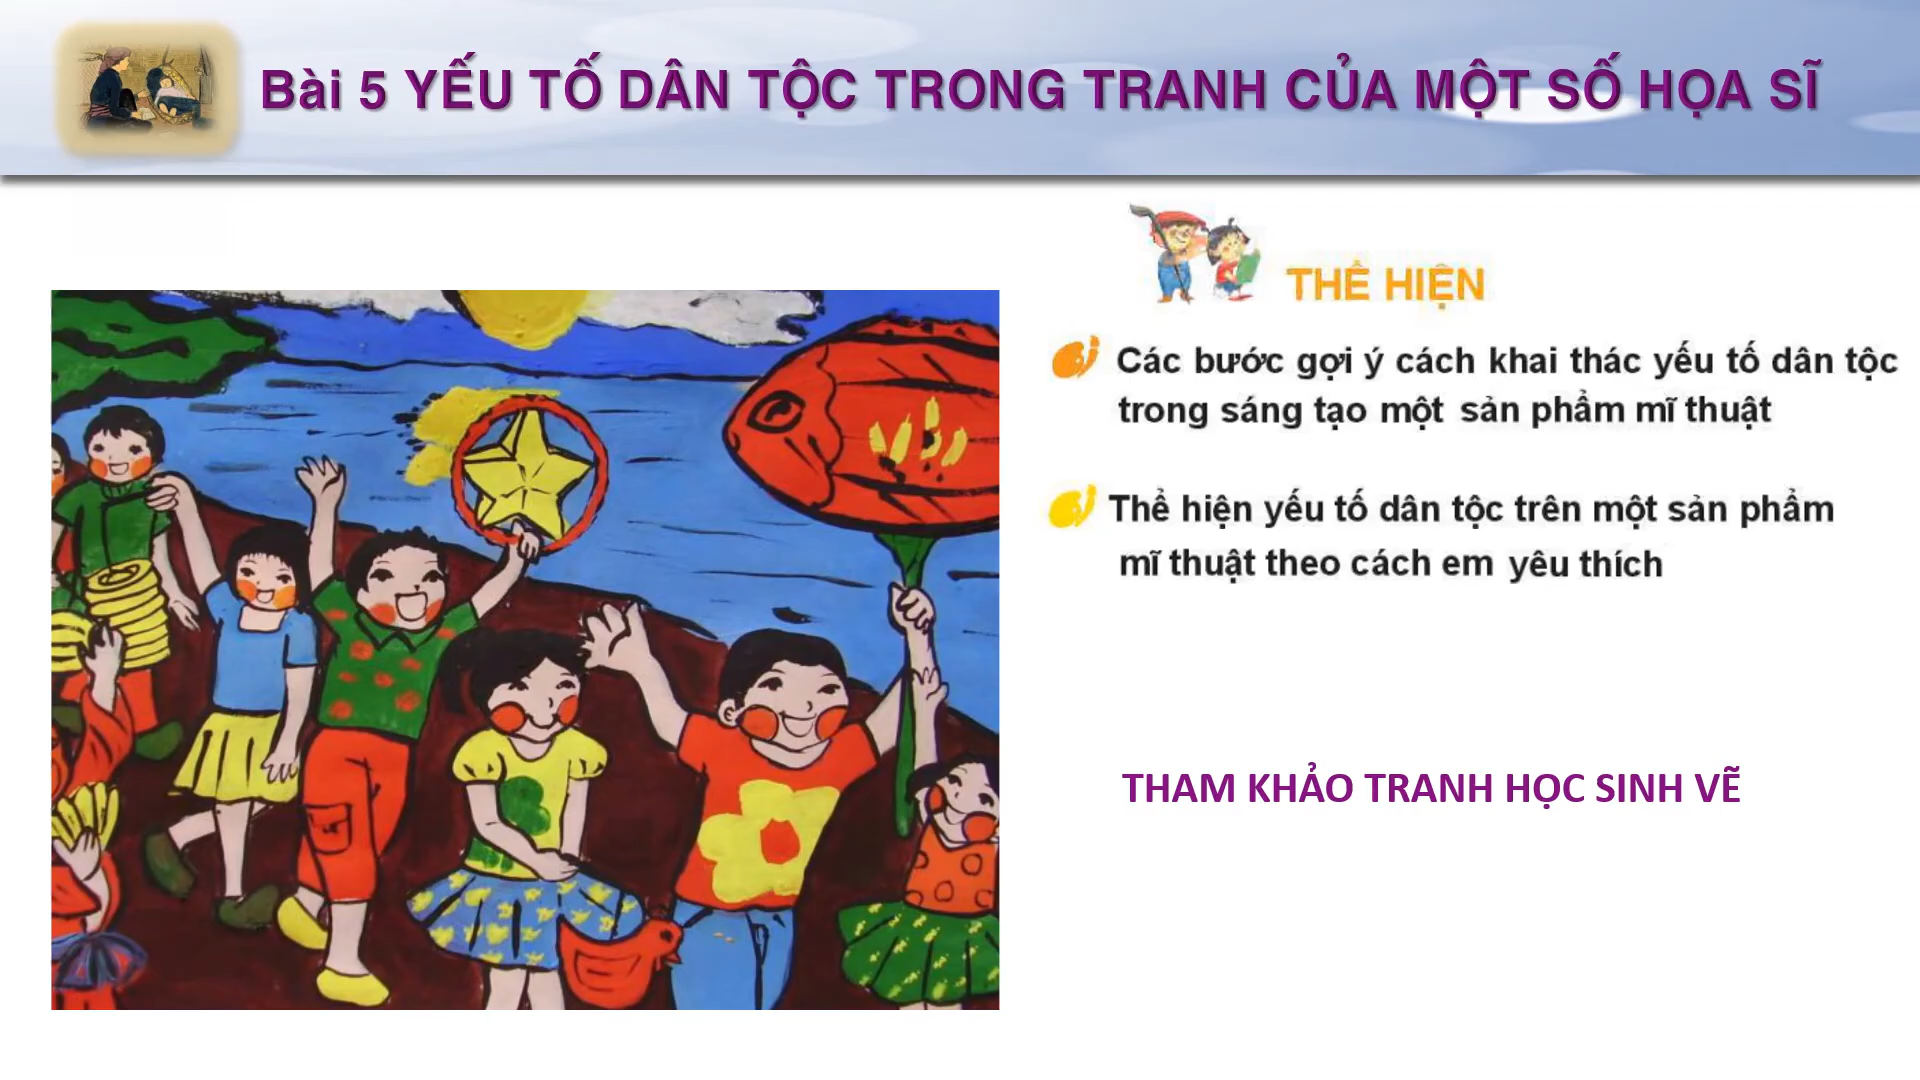 Bài 5 YẾU TỐ DÂN TỘC TRONG TRANH CỦA MỘT SỐ HỌA SĨ
THỂ HIỆN
Các bước gợi ý cách khai thác yếu tố dân tộc
trong sáng tạo một sản phẩm mĩ thuật
Thể hiện yếu tố dân tộc trên một sản phẩm
mĩ thuật theo cách em yêu thích
THAM KHẢO TRANH HỌC SINH VẼ